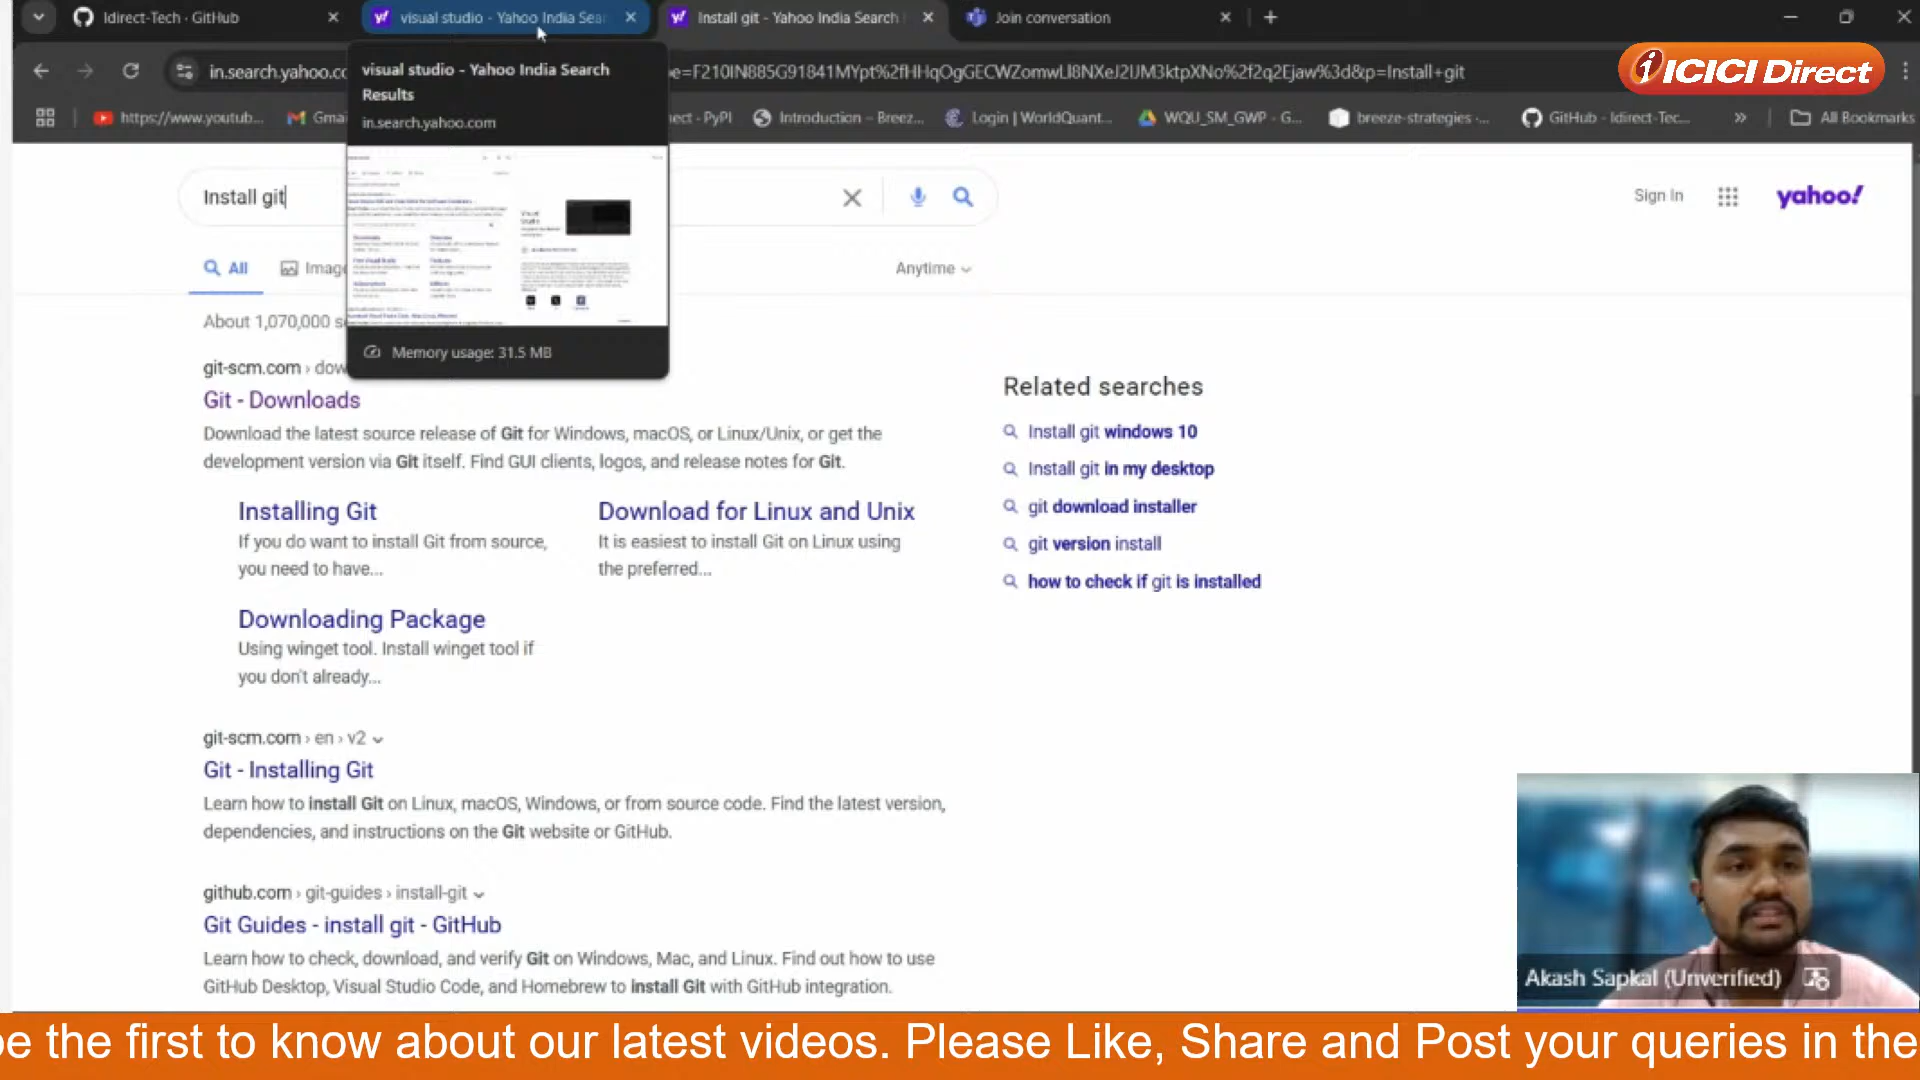 Idirect-Tech · GitHub
visual studio - Yahoo India Sear
Install git - Yahoo India Search
Join conversation
in.search.yahoo.co
e=F210IN885G91841MYpt%2fHHqOgGECWZomwLl8NXeJ2IJM3ktpXNo%2f2q2Ejaw%3d&p=Install+git
ICICI Direct
https://www.youtub...
Gmai
ect - PyPI
Introduction – Breez...
Login | WorldQuant...
WQU_SM_GWP - G...
breeze-strategies -...
GitHub - Idirect-Tec...
All Bookmarks
visual studio - Yahoo India Search
Results
in.search.yahoo.com
Memory usage: 31.5 MB
Install git
Sign In
yahoo!
All
Imag
Anytime
About 1,070,000 s
git-scm.com › dow
Git - Downloads
Download the latest source release of Git for Windows, macOS, or Linux/Unix, or get the
development version via Git itself. Find GUI clients, logos, and release notes for Git.
Installing Git
If you do want to install Git from source,
you need to have...
Download for Linux and Unix
It is easiest to install Git on Linux using
the preferred...
Downloading Package
Using winget tool. Install winget tool if
you don't already...
git-scm.com › en › v2
Git - Installing Git
Learn how to install Git on Linux, macOS, Windows, or from source code. Find the latest version,
dependencies, and instructions on the Git website or GitHub.
github.com › git-guides › install-git
Git Guides - install git - GitHub
Learn how to check, download, and verify Git on Windows, Mac, and Linux. Find out how to use
GitHub Desktop, Visual Studio Code, and Homebrew to install Git with GitHub integration.
Related searches
Install git windows 10
Install git in my desktop
git download installer
git version install
how to check if git is installed
Akash Sapkal (Unverified)
be the first to know about our latest videos. Please Like, Share and Post your queries in the